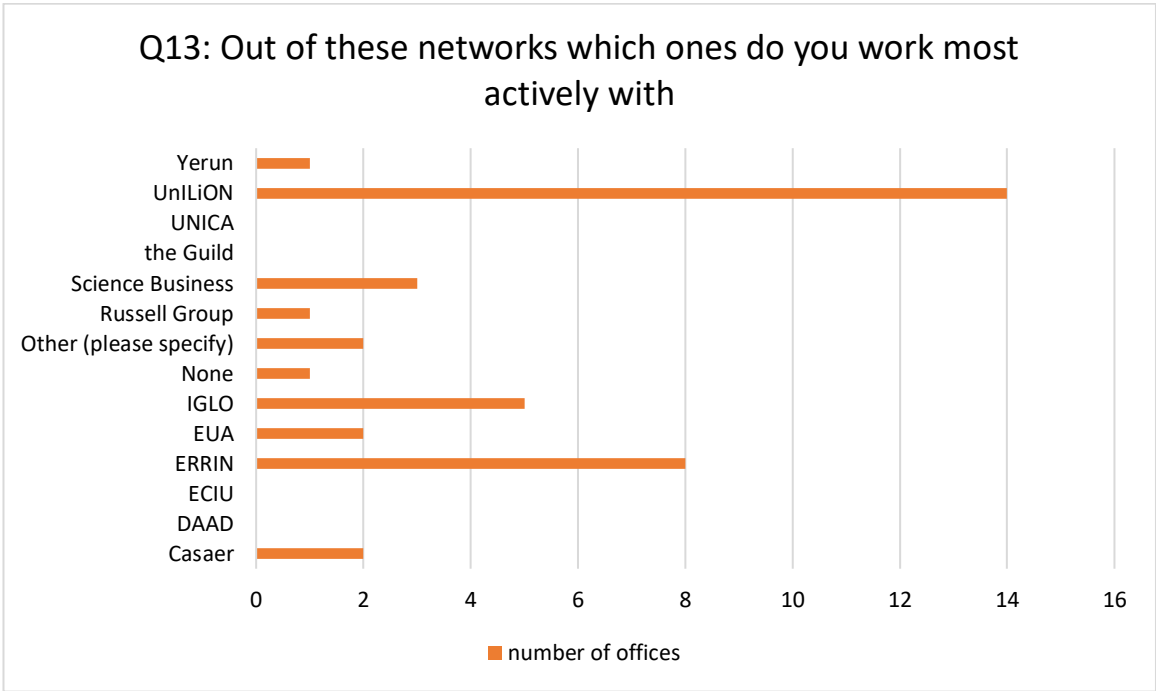 Q13: Out of these networks which ones do you work most
actively with
Yerun
UnILiON
UNICA
the Guild
Science Business
Russell Group
Other (please specify)
None
IGLO
EUA
ERRIN
ECIU
DAAD
Casaer
0 2 4 6 8 10 12 14 16
number of offices